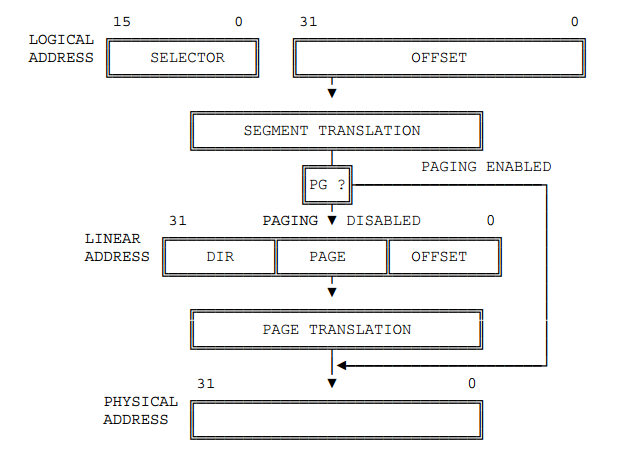 15 0 31 0
LOGICAL
ADDRESS
SELECTOR OFFSET
SEGMENT TRANSLATION
PAGING ENABLED
PG ?
31 PAGING DISABLED 0
LINEAR
ADDRESS
DIR PAGE OFFSET
PAGE TRANSLATION
31 0
PHYSICAL
ADDRESS